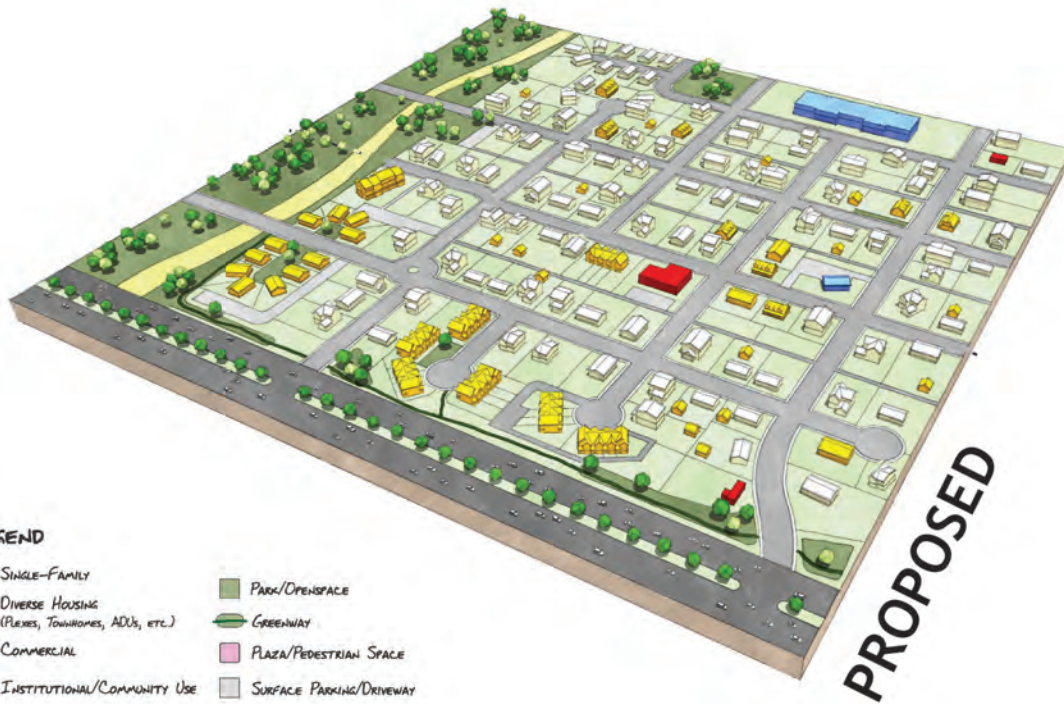 PROPOSED
GEND
SINGLE-FAMILY
DIVERSE HOUSING
(PLEXES, TOWNHOMES, ADUS, ETC.)
COMMERCIAL
INSTITUTIONAL/COMMUNITY USE
PARK/OPENSPACE
GREENWAY
PLAZA/PEDESTRIAN SPACE
SURFACE PARKING/DRIVEWAY